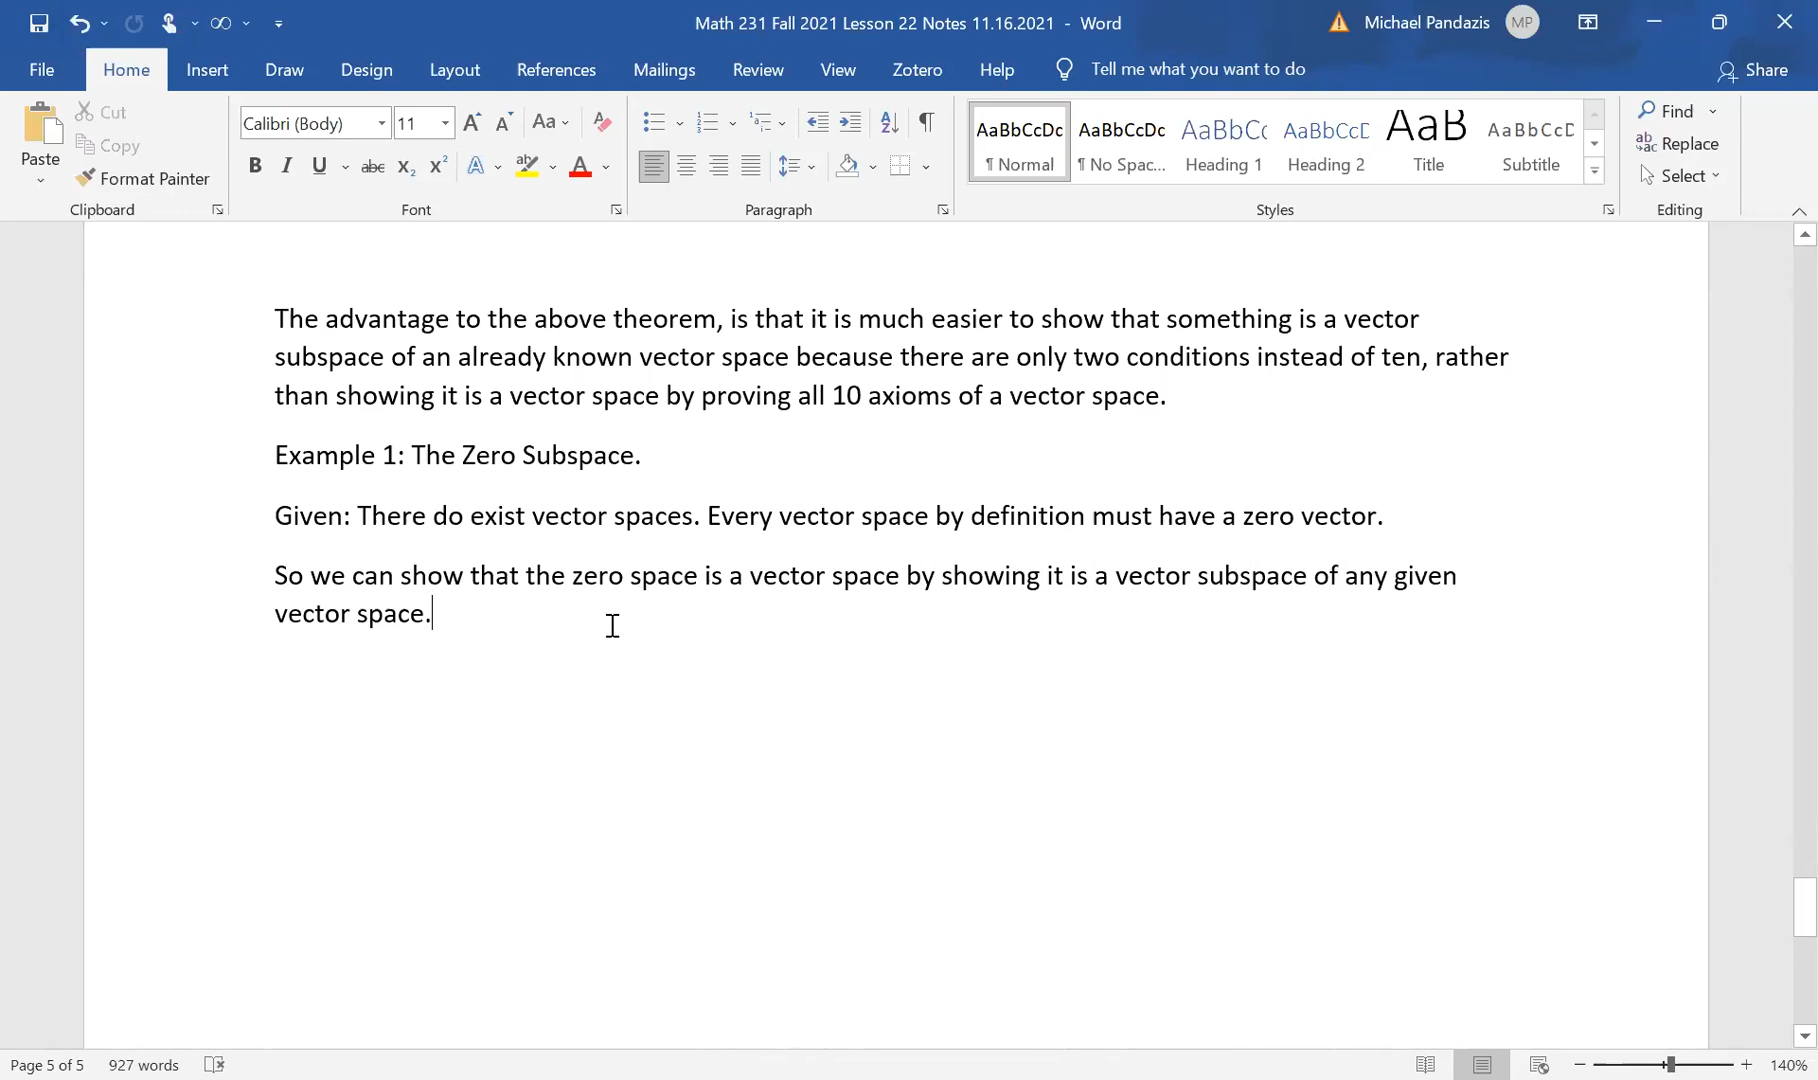 Math 231 Fall 2021 Lesson 22 Notes 11.16.2021 - Word
Michael Pandazis
MP
File
Home
Insert
Draw
Design
Layout
References
Mailings
Review
View
Zotero
Help
Tell me what you want to do
Share
Paste
Cut
Copy
Format Painter
Clipboard
Calibri (Body)
11
Font
Paragraph
AaBbCcDc
¶ Normal
AaBbCcDc
¶ No Spac...
AaBbCc
Heading 1
AaBbCcD
Heading 2
AaB
Title
AaBbCcD
Subtitle
Styles
Find
Replace
Select
Editing
The advantage to the above theorem, is that it is much easier to show that something is a vector
subspace of an already known vector space because there are only two conditions instead of ten, rather
than showing it is a vector space by proving all 10 axioms of a vector space.
Example 1: The Zero Subspace.
Given: There do exist vector spaces. Every vector space by definition must have a zero vector.
So we can show that the zero space is a vector space by showing it is a vector subspace of any given
vector space.
Page 5 of 5
927 words
140%